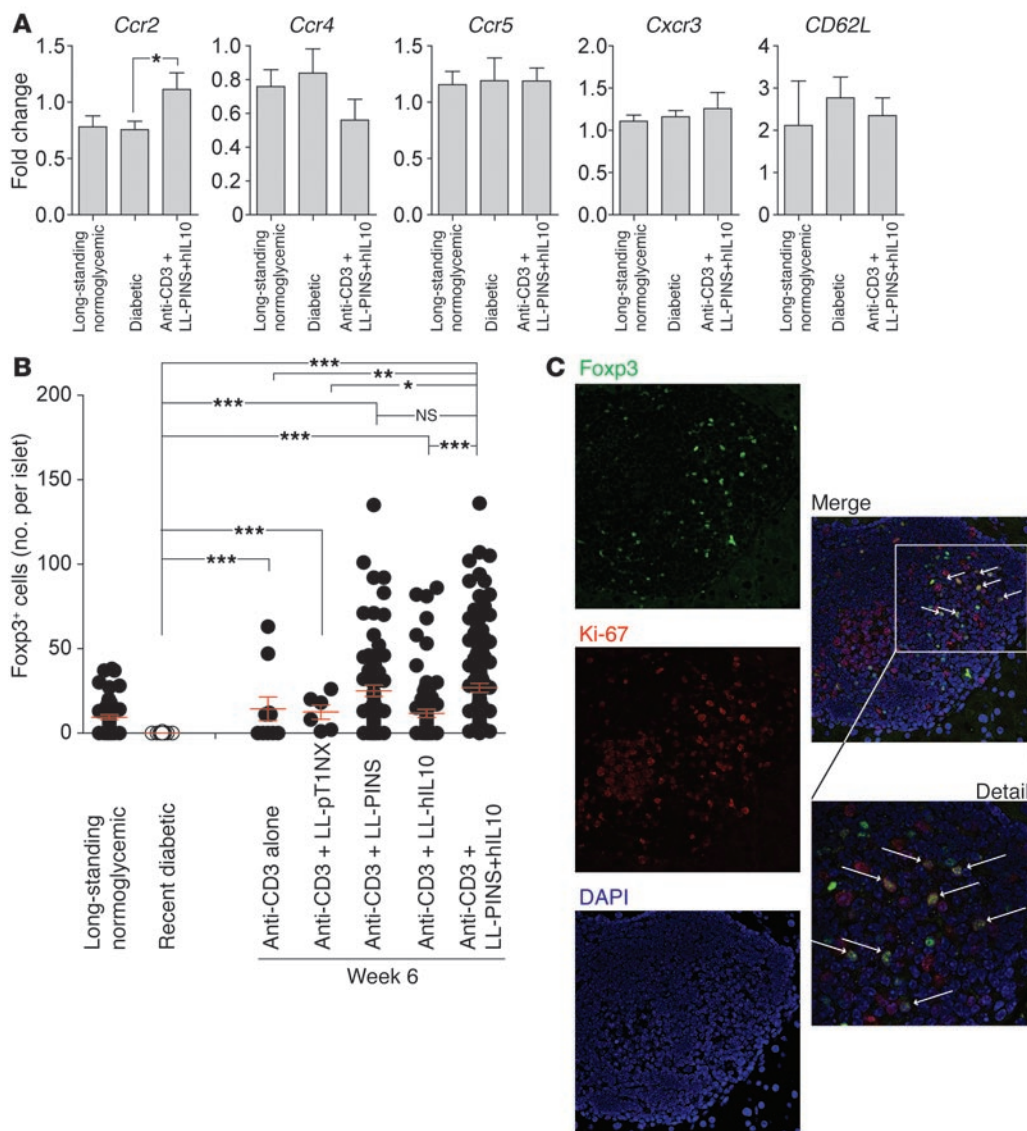 A
Ccr2
Ccr4
Ccr5
Cxcr3
CD62L
Fold change
1.5
1.0
0.5
0.0
1.0
0.8
0.6
0.4
0.2
0
1.5
1.0
0.5
0.0
2.0
1.5
1.0
0.5
0.0
4
3
2
1
0
*
Long-standing
normoglycemic
Diabetic
Anti-CD3 +
LL-PINS+hIL10
Long-standing
normoglycemic
Diabetic
Anti-CD3 +
LL-PINS+hIL10
Long-standing
normoglycemic
Diabetic
Anti-CD3 +
LL-PINS+hIL10
Long-standing
normoglycemic
Diabetic
Anti-CD3 +
LL-PINS+hIL10
Long-standing
normoglycemic
Diabetic
Anti-CD3 +
LL-PINS+hIL10
B
Foxp3+ cells (no. per islet)
200
150
100
50
0
***
**
*
***
NS
***
***
***
***
Long-standing
normoglycemic
Recent diabetic
Anti-CD3 alone
Anti-CD3 + LL-pT1NX
Anti-CD3 + LL-PINS
Anti-CD3 + LL-hIL10
Anti-CD3 +
LL-PINS+hIL10
Week 6
C
Foxp3
Ki-67
DAPI
Merge
Detail